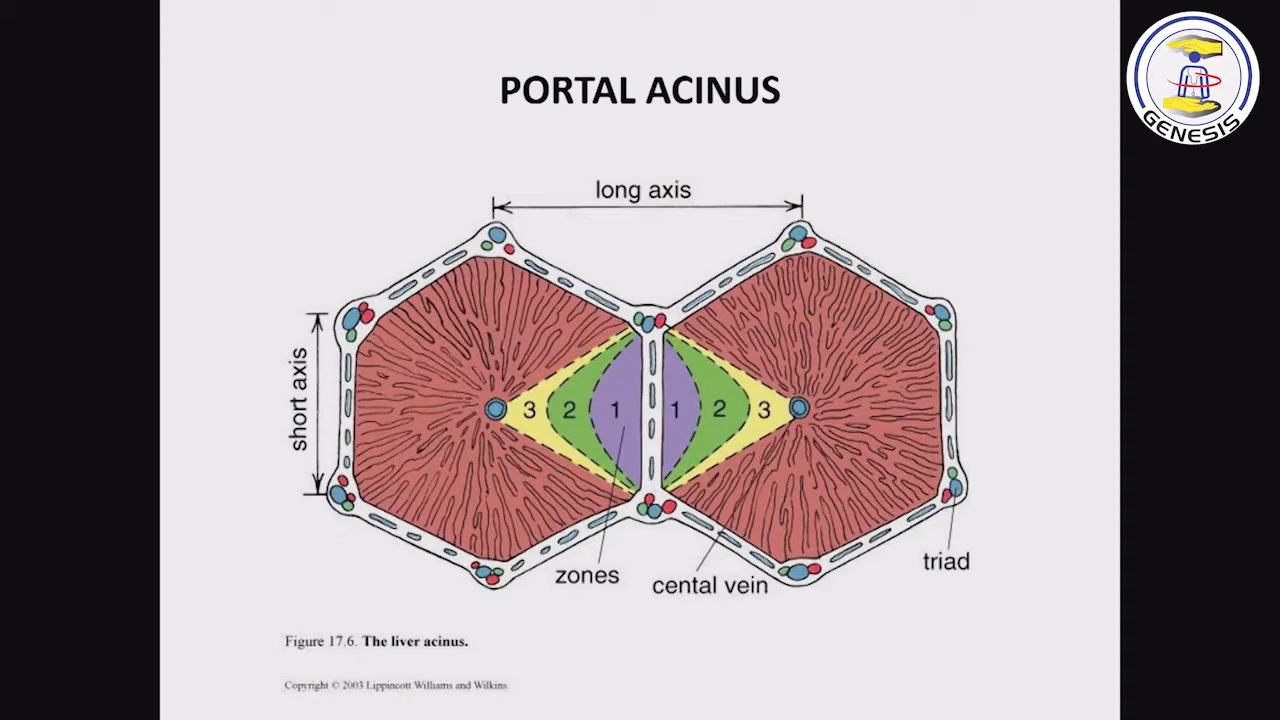 PORTAL ACINUS
GENESIS
long axis
short axis
3 2 1 1 2 3
zones
cental vein
triad
Figure 17.6. The liver acinus.
Copyright © 2003 Lippincott Williams and Wilkins